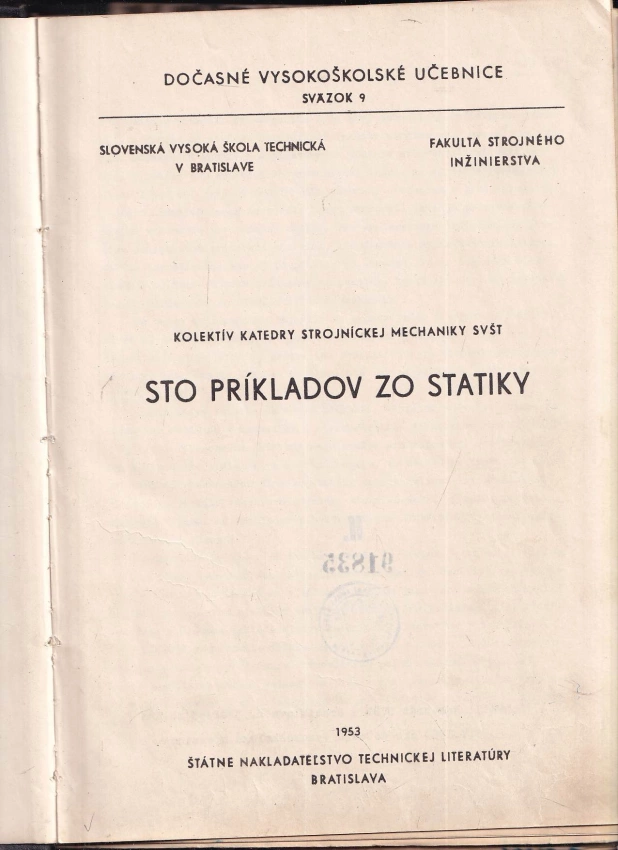 DOČASNÉ VYSOKOŠKOLSKÉ UČEBNICE
SVÄZOK 9
SLOVENSKÁ VYSOKÁ ŠKOLA TECHNICKÁ
V BRATISLAVE
FAKULTA STROJNÉHO
INŽINIERSTVA
KOLEKTÍV KATEDRY STROJNÍCKEJ MECHANIKY SVŠT
STO PRÍKLADOV ZO STATIKY
H.
91835
1953
ŠTÁTNE NAKLADATEĽSTVO TECHNICKEJ LITERATÚRY
BRATISLAVA